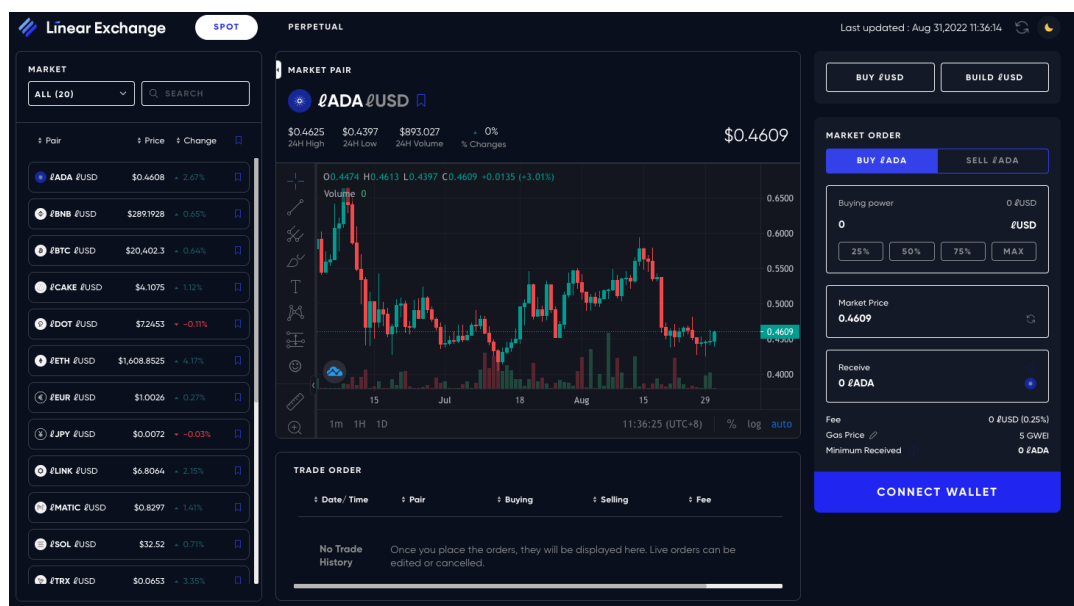 Linear Exchange
SPOT
PERPETUAL
Last updated : Aug 31,2022 11:36:14
MARKET
ALL (20)
SEARCH
Pair Price Change
ℓADA ℓUSD $0.4608 2.67%
ℓBNB ℓUSD $289.1928 0.65%
ℓBTC ℓUSD $20,402.3 0.64%
ℓCAKE ℓUSD $4.1075 1.12%
ℓDOT ℓUSD $7.2453 -0.11%
ℓETH ℓUSD $1,608.8525 4.17%
ℓEUR ℓUSD $1.0026 0.27%
ℓJPY ℓUSD $0.0072 -0.03%
ℓLINK ℓUSD $6.8064 2.15%
ℓMATIC ℓUSD $0.8297 1.41%
ℓSOL ℓUSD $32.52 0.71%
ℓTRX ℓUSD $0.0653 3.35%
MARKET PAIR
ℓADA ℓUSD
$0.4625 $0.4397 $893.027 0% $0.4609
24H High 24H Low 24H Volume % Changes
O0.4474 H0.4613 L0.4397 C0.4609 +0.0135 (+3.01%)
Volume 0
0.6500
0.6000
0.5500
0.5000
0.4609
0.4500
0.4000
15 Jul 18 Aug 15 29
1m 1H 1D 11:36:25 (UTC+8) % log auto
TRADE ORDER
Date/ Time Pair Buying Selling Fee
No Trade History
Once you place the orders, they will be displayed here. Live orders can be
edited or cancelled.
BUY ℓUSD
BUILD ℓUSD
MARKET ORDER
BUY ℓADA SELL ℓADA
Buying power 0 ℓUSD
0 ℓUSD
25% 50% 75% MAX
Market Price
0.4609
Receive
0 ℓADA
Fee 0 ℓUSD (0.25%)
Gas Price 5 GWEI
Minimum Received 0 ℓADA
CONNECT WALLET